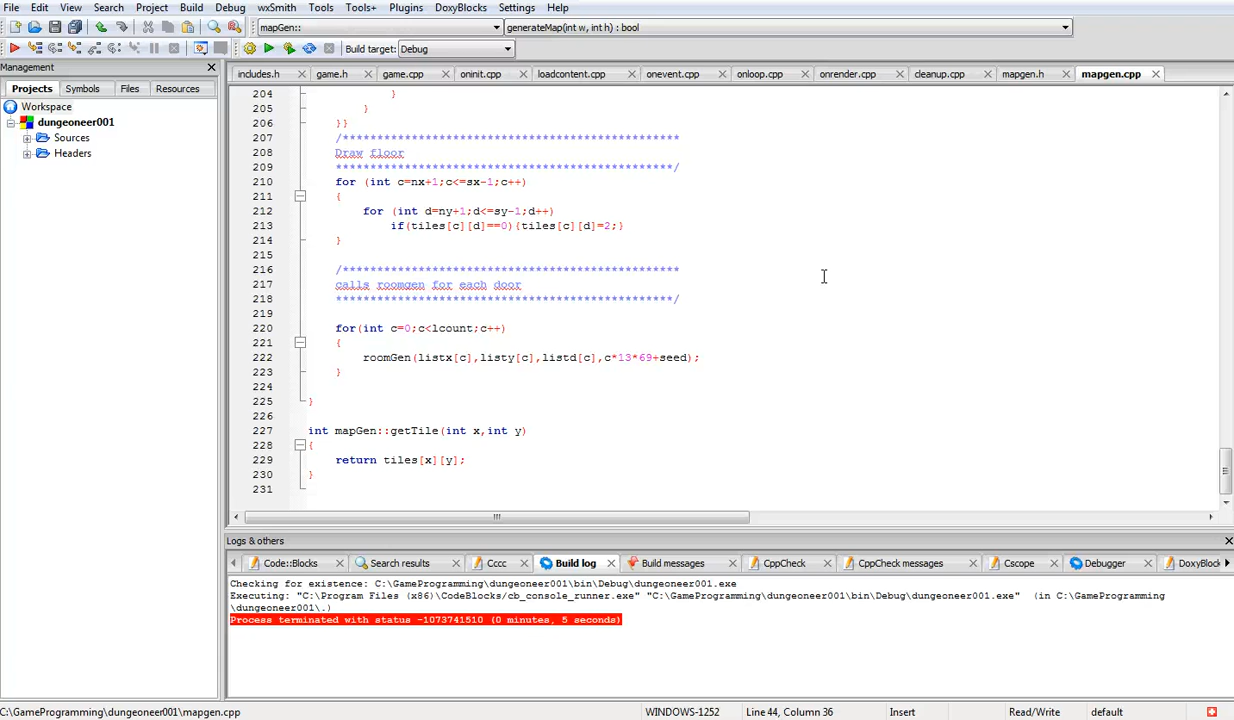 File Edit View Search Project Build Debug wxSmith Tools Tools+ Plugins DoxyBlocks Settings Help
mapGen:: generateMap(int w, int h) : bool
Build target: Debug
Management
Projects Symbols Files Resources
Workspace
dungeoneer001
Sources
Headers
includes.h game.h game.cpp oninit.cpp loadcontent.cpp onevent.cpp onloop.cpp onrender.cpp cleanup.cpp mapgen.h mapgen.cpp
204 }
205 }
206 }}
207 /*************************************************
208 Draw floor
209 *************************************************/
210 for (int c=nx+1;c<=sx-1;c++)
211 {
212 for (int d=ny+1;d<=sy-1;d++)
213 if(tiles[c][d]==0){tiles[c][d]=2;}
214 }
215
216 /*************************************************
217 calls roomgen for each door
218 *************************************************/
219
220 for(int c=0;c<lcount;c++)
221 {
222 roomGen(listx[c],listy[c],listd[c],c*13*69+seed);
223 }
224
225 }
226
227 int mapGen::getTile(int x,int y)
228 {
229 return tiles[x][y];
230 }
231
Logs & others
Code::Blocks Search results Cccc Build log Build messages CppCheck CppCheck messages Cscope Debugger DoxyBlock
Checking for existence: C:\GameProgramming\dungeoneer001\bin\Debug\dungeoneer001.exe
Executing: "C:\Program Files (x86)\CodeBlocks/cb_console_runner.exe" "C:\GameProgramming\dungeoneer001\bin\Debug\dungeoneer001.exe" (in C:\GameProgramming
\dungeoneer001\.)
Process terminated with status -1073741510 (0 minutes, 5 seconds)
C:\GameProgramming\dungeoneer001\mapgen.cpp WINDOWS-1252 Line 44, Column 36 Insert Read/Write default